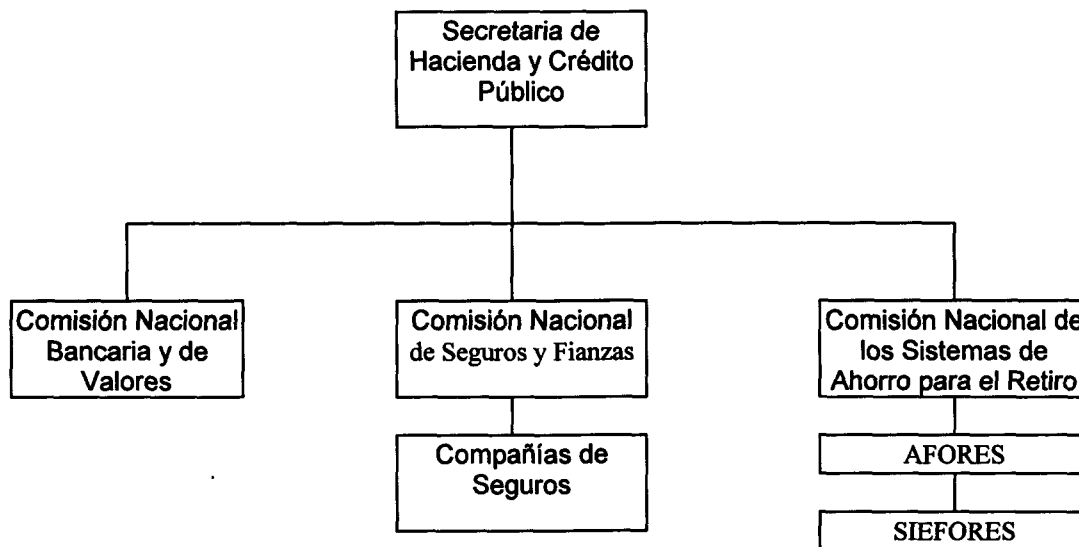 Secretaria de
Hacienda y Crédito
Público
Comisión Nacional
Bancaria y de
Valores
Comisión Nacional
de Seguros y Fianzas
Comisión Nacional de
los Sistemas de
Ahorro para el Retiro
Compañías de
Seguros
AFORES
SIEFORES